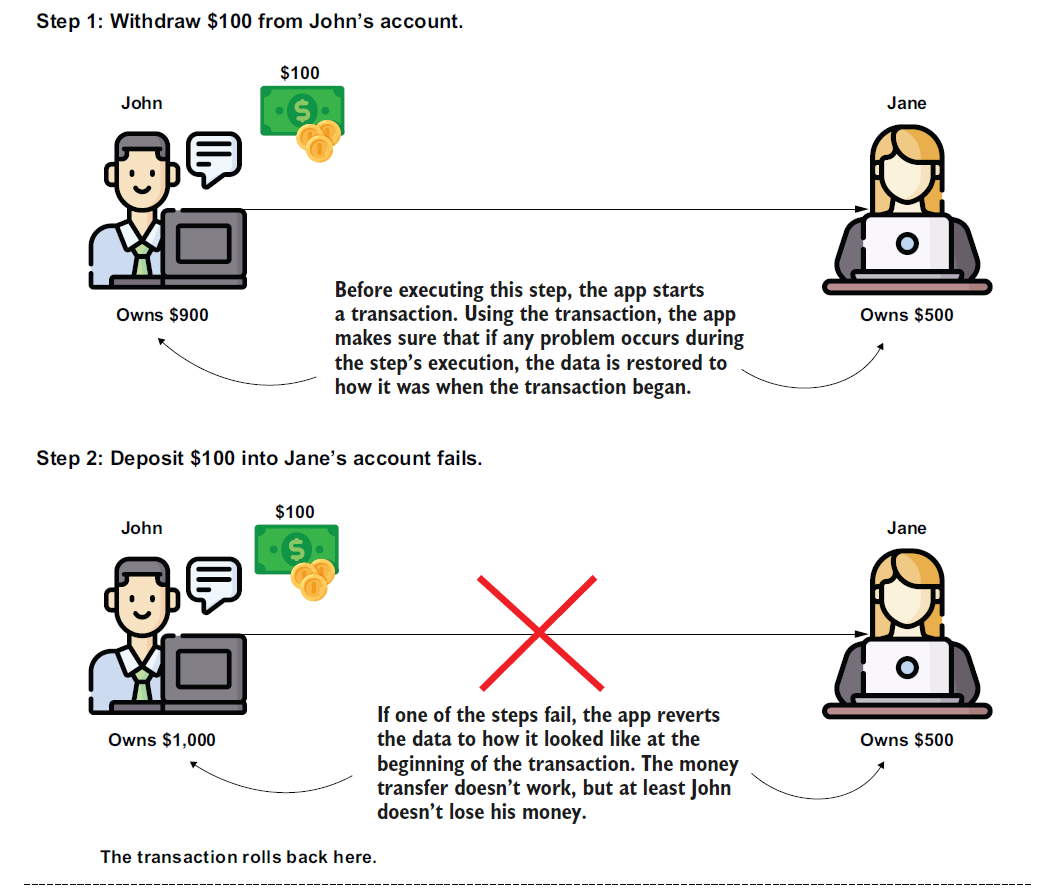 Step 1: Withdraw $100 from John’s account.
$100
John
Jane
Before executing this step, the app starts
a transaction. Using the transaction, the app
makes sure that if any problem occurs during
the step’s execution, the data is restored to
how it was when the transaction began.
Owns $900
Owns $500
Step 2: Deposit $100 into Jane’s account fails.
$100
John
Jane
If one of the steps fail, the app reverts
the data to how it looked like at the
beginning of the transaction. The money
transfer doesn’t work, but at least John
doesn’t lose his money.
Owns $1,000
Owns $500
The transaction rolls back here.